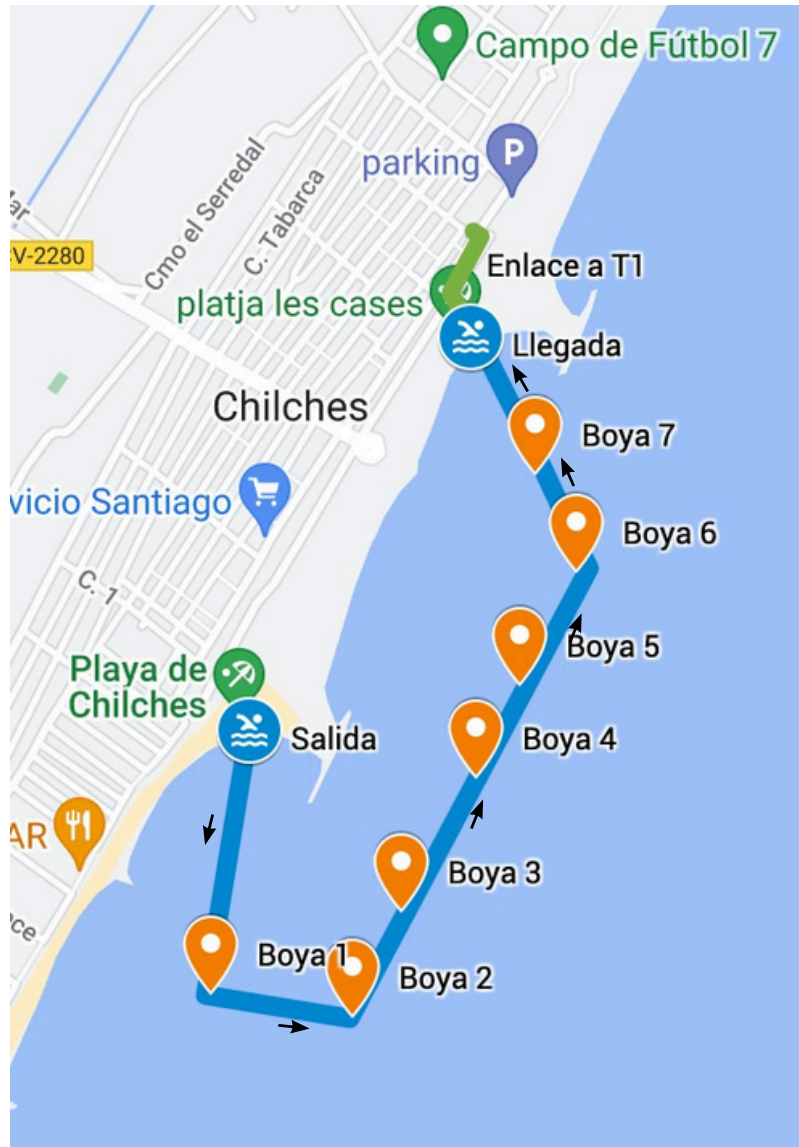 Campo de Fútbol 7
P
parking
Cmo el Serredal
C. Tabarca
CV-2280
Enlace a T1
platja les cases
Llegada
Chilches
Boya 7
vicio Santiago
Boya 6
C. 1
Boya 5
Playa de
Chilches
Salida
Boya 4
AR
Boya 3
Boya 1
Boya 2